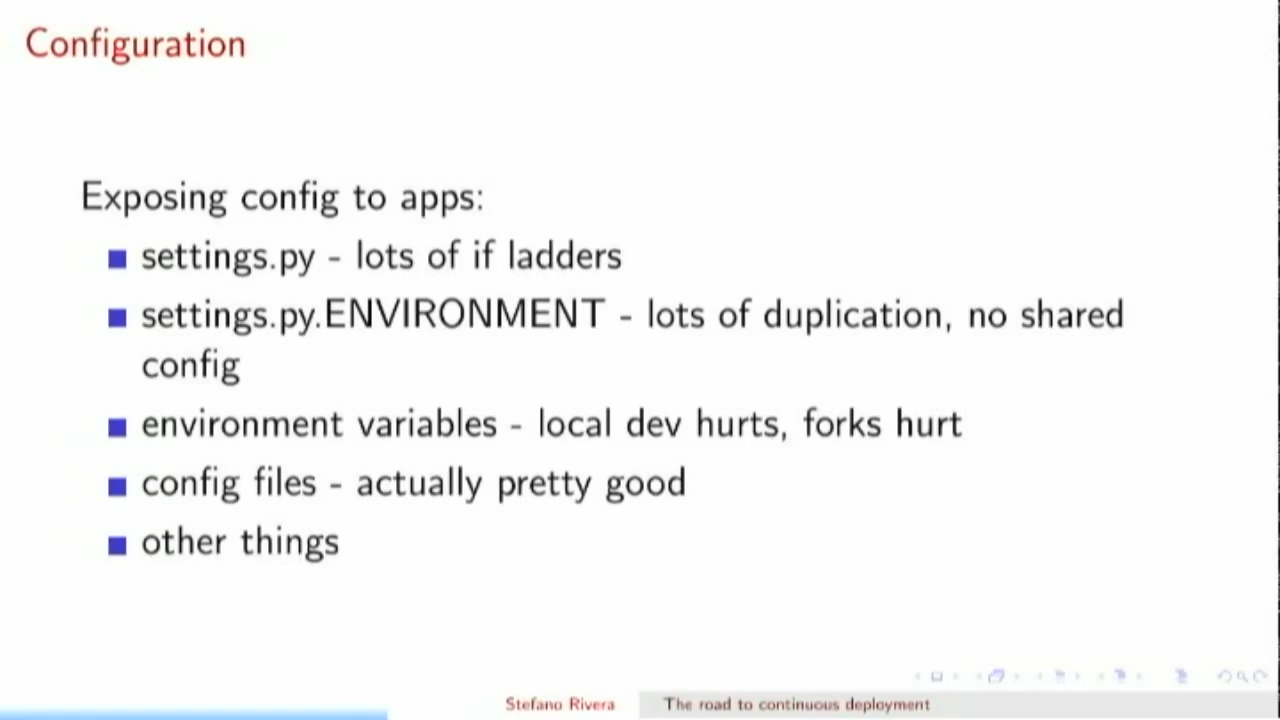 Configuration
Exposing config to apps:
settings.py - lots of if ladders
settings.py.ENVIRONMENT - lots of duplication, no shared
config
environment variables - local dev hurts, forks hurt
config files - actually pretty good
other things
Stefano Rivera The road to continuous deployment